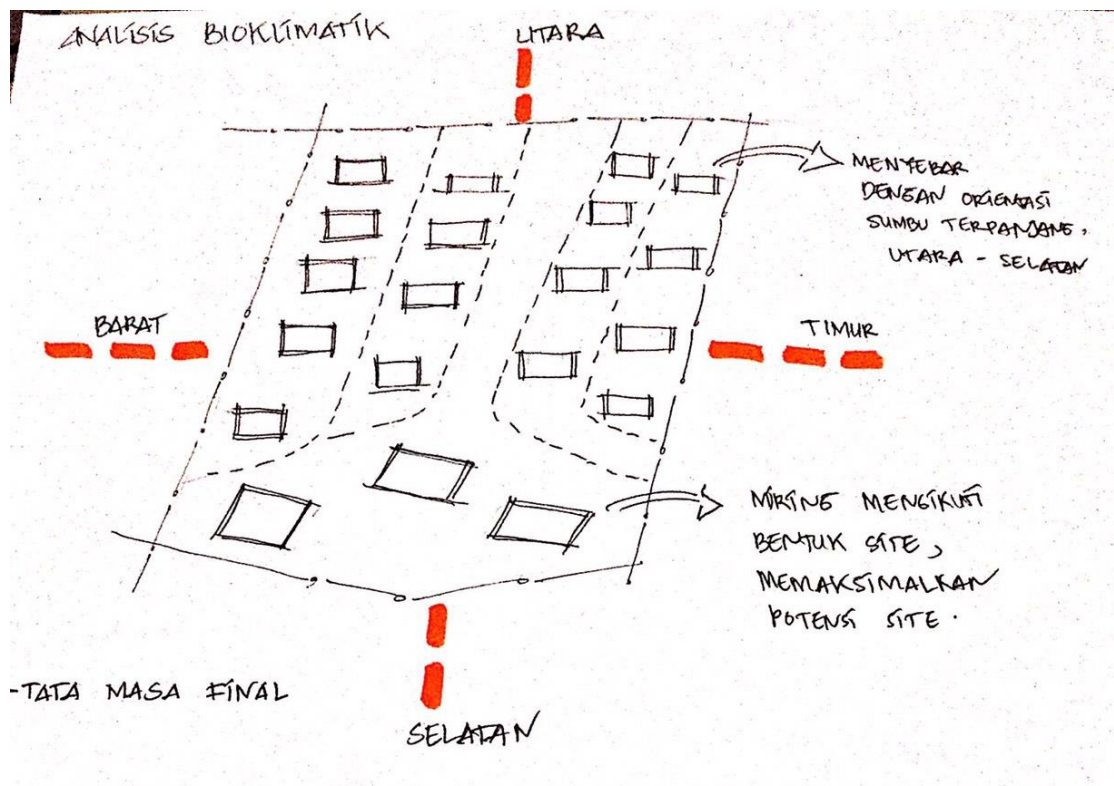 ANALISIS BIOKLIMATIK
UTARA
MENYEBAR
DENGAN ORIENTASI
SUMBU TERPANJANG,
UTARA - SELATAN
BARAT
TIMUR
MIRING MENGIKUTI
BENTUK SITE,
MEMAKSIMALKAN
POTENSI SITE.
-TATA MASA FINAL
SELATAN